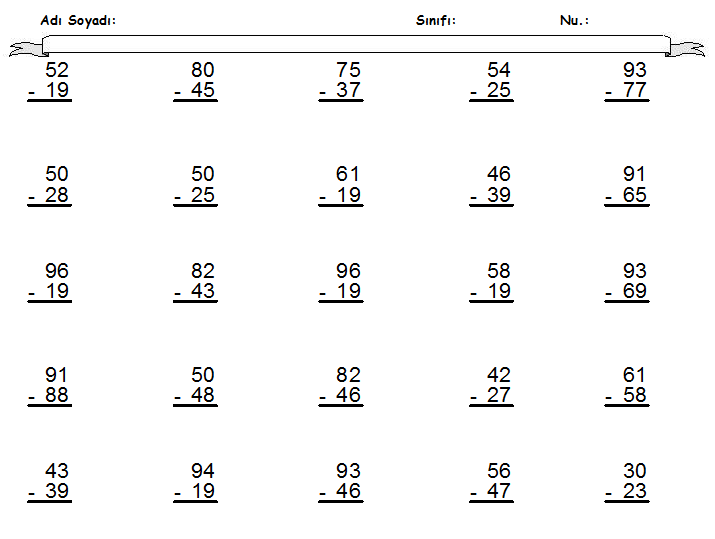 Adı Soyadı: Sınıfı: Nu.:
52 80 75 54 93
- 19 - 45 - 37 - 25 - 77
50 50 61 46 91
- 28 - 25 - 19 - 39 - 65
96 82 96 58 93
- 19 - 43 - 19 - 19 - 69
91 50 82 42 61
- 88 - 48 - 46 - 27 - 58
43 94 93 56 30
- 39 - 19 - 46 - 47 - 23